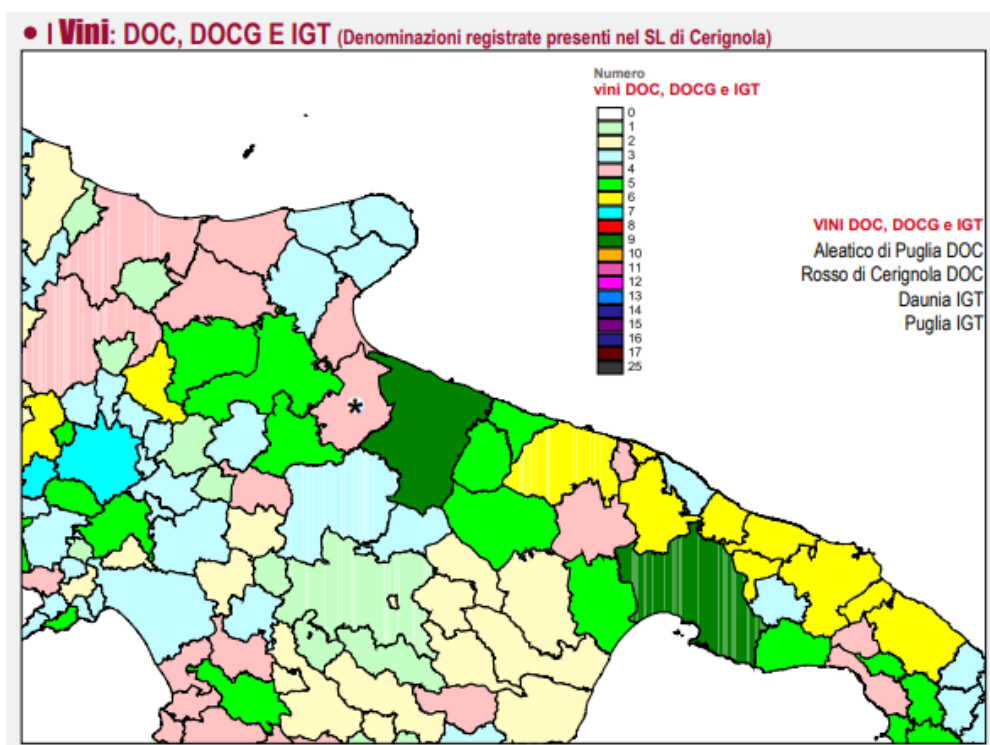 • I Vini: DOC, DOCG E IGT (Denominazioni registrate presenti nel SL di Cerignola)
Numero
vini DOC, DOCG e IGT
0
1
2
3
4
5
6
7
8
9
10
11
12
13
14
15
16
17
25
VINI DOC, DOCG e IGT
Aleatico di Puglia DOC
Rosso di Cerignola DOC
Daunia IGT
Puglia IGT
*